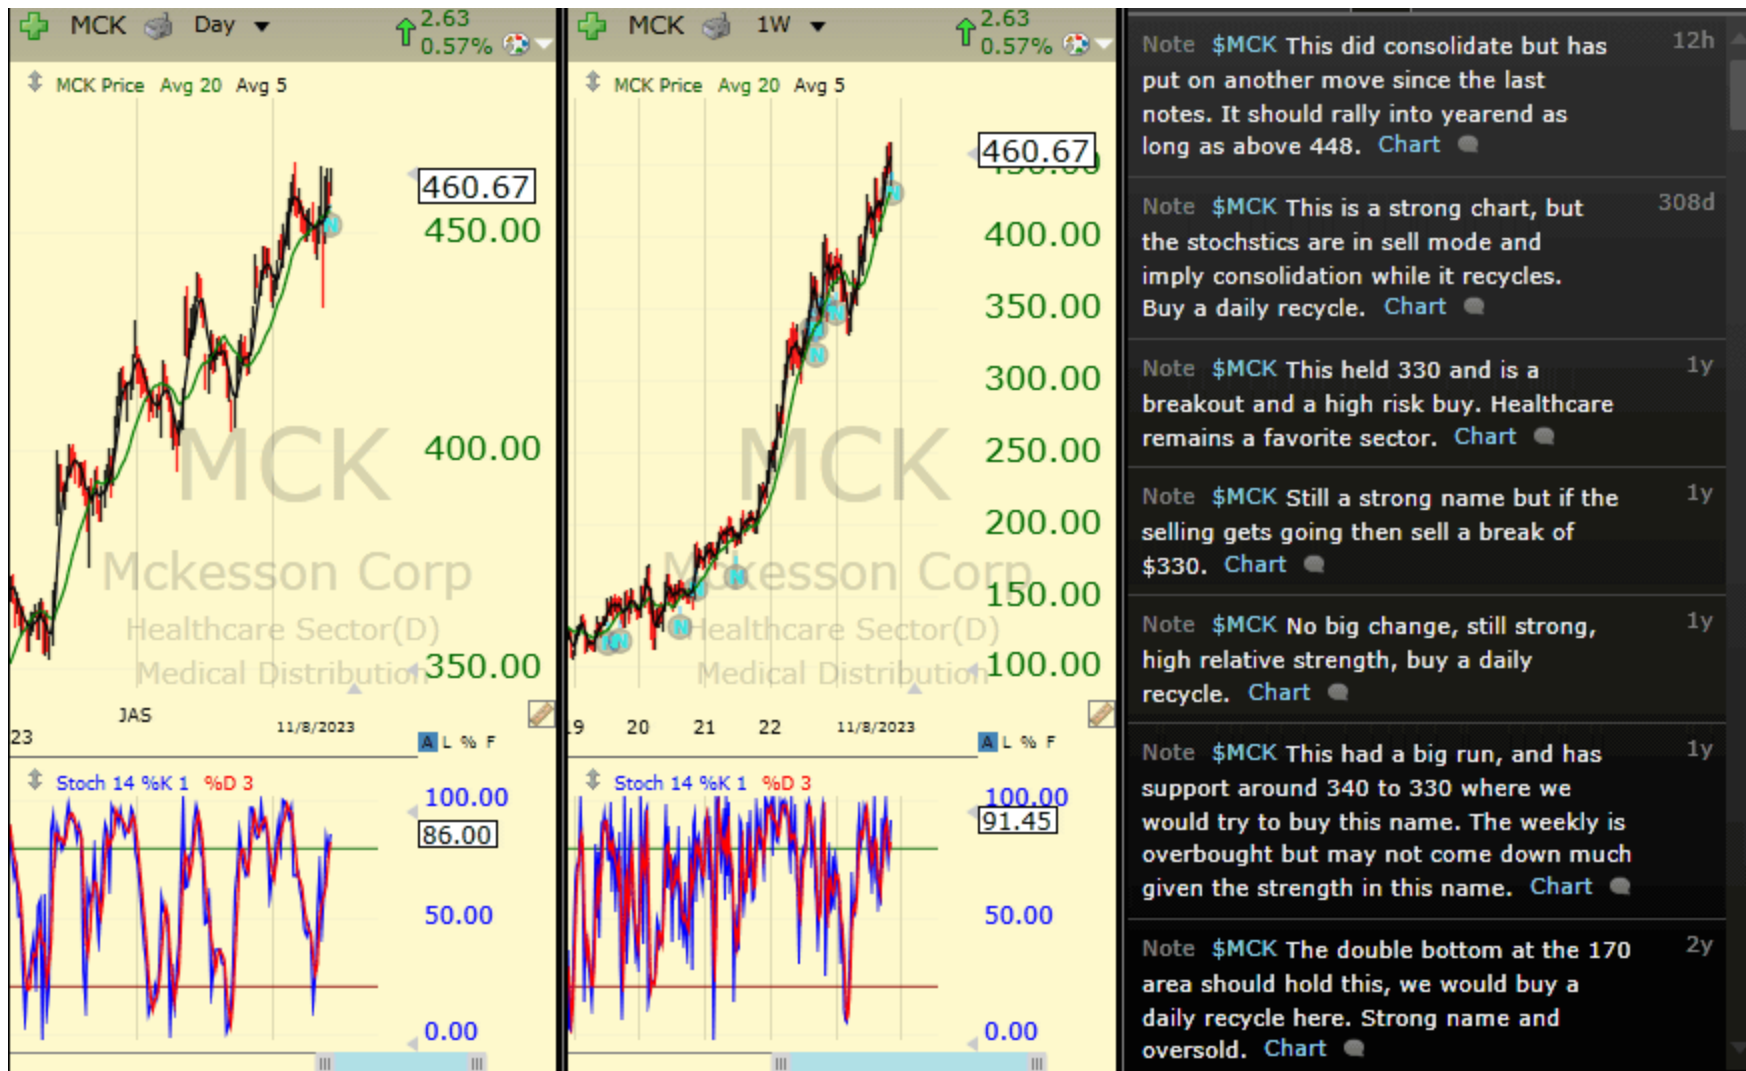 MCK Day 2.63
0.57%
MCK Price Avg 20 Avg 5
460.67
450.00
400.00
350.00
MCK
Mckesson Corp
Healthcare Sector(D)
Medical Distribution
JAS
11/8/2023
23
A L % F
Stoch 14 %K 1 %D 3
100.00
86.00
50.00
0.00
MCK 1W 2.63
0.57%
MCK Price Avg 20 Avg 5
460.67
400.00
350.00
300.00
250.00
200.00
150.00
100.00
MCK
Mckesson Corp
Healthcare Sector(D)
Medical Distribution
19 20 21 22 11/8/2023
A L % F
Stoch 14 %K 1 %D 3
100.00
91.45
50.00
0.00
Note $MCK This did consolidate but has 12h
put on another move since the last
notes. It should rally into yearend as
long as above 448. Chart
Note $MCK This is a strong chart, but 308d
the stochstics are in sell mode and
imply consolidation while it recycles.
Buy a daily recycle. Chart
Note $MCK This held 330 and is a 1y
breakout and a high risk buy. Healthcare
remains a favorite sector. Chart
Note $MCK Still a strong name but if the 1y
selling gets going then sell a break of
$330. Chart
Note $MCK No big change, still strong, 1y
high relative strength, buy a daily
recycle. Chart
Note $MCK This had a big run, and has 1y
support around 340 to 330 where we
would try to buy this name. The weekly is
overbought but may not come down much
given the strength in this name. Chart
Note $MCK The double bottom at the 170 2y
area should hold this, we would buy a
daily recycle here. Strong name and
oversold. Chart